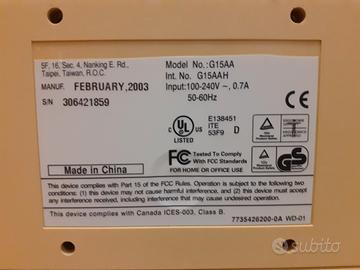 5F, 16, Sec. 4, Nanking E. Rd.,
Taipei, Taiwan, R.O.C.
MANUF. FEBRUARY,2003
S/N 306421859
Model No.:G15AA
Int. No. G15AAH
Input:100-240V ~, 0.7A
50-60Hz
UL
LISTED
E138451
ITE
53F9 D
FC Tested To Comply
With FCC Standards
FOR HOME OR OFFICE USE
GS
Made in China
This device complies with Part 15 of the FCC Rules. Operation is subject to the following two
conditions: (1) this device may not cause harmful interference, and (2) this device must
accept any interference received, including interference that may cause undesired operation.
This device complies with Canada ICES-003, Class B.
7735426200-0A WD-01
subito